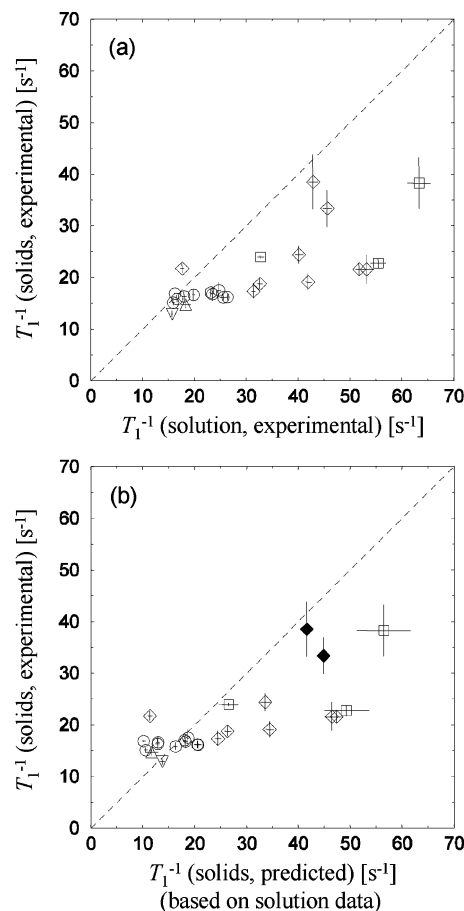 (a)
70
60
50
40
30
20
10
0
T₁⁻¹ (solids, experimental) [s⁻¹]
0 10 20 30 40 50 60 70
T₁⁻¹ (solution, experimental) [s⁻¹]
(b)
70
60
50
40
30
20
10
0
T₁⁻¹ (solids, experimental) [s⁻¹]
0 10 20 30 40 50 60 70
T₁⁻¹ (solids, predicted) [s⁻¹]
(based on solution data)